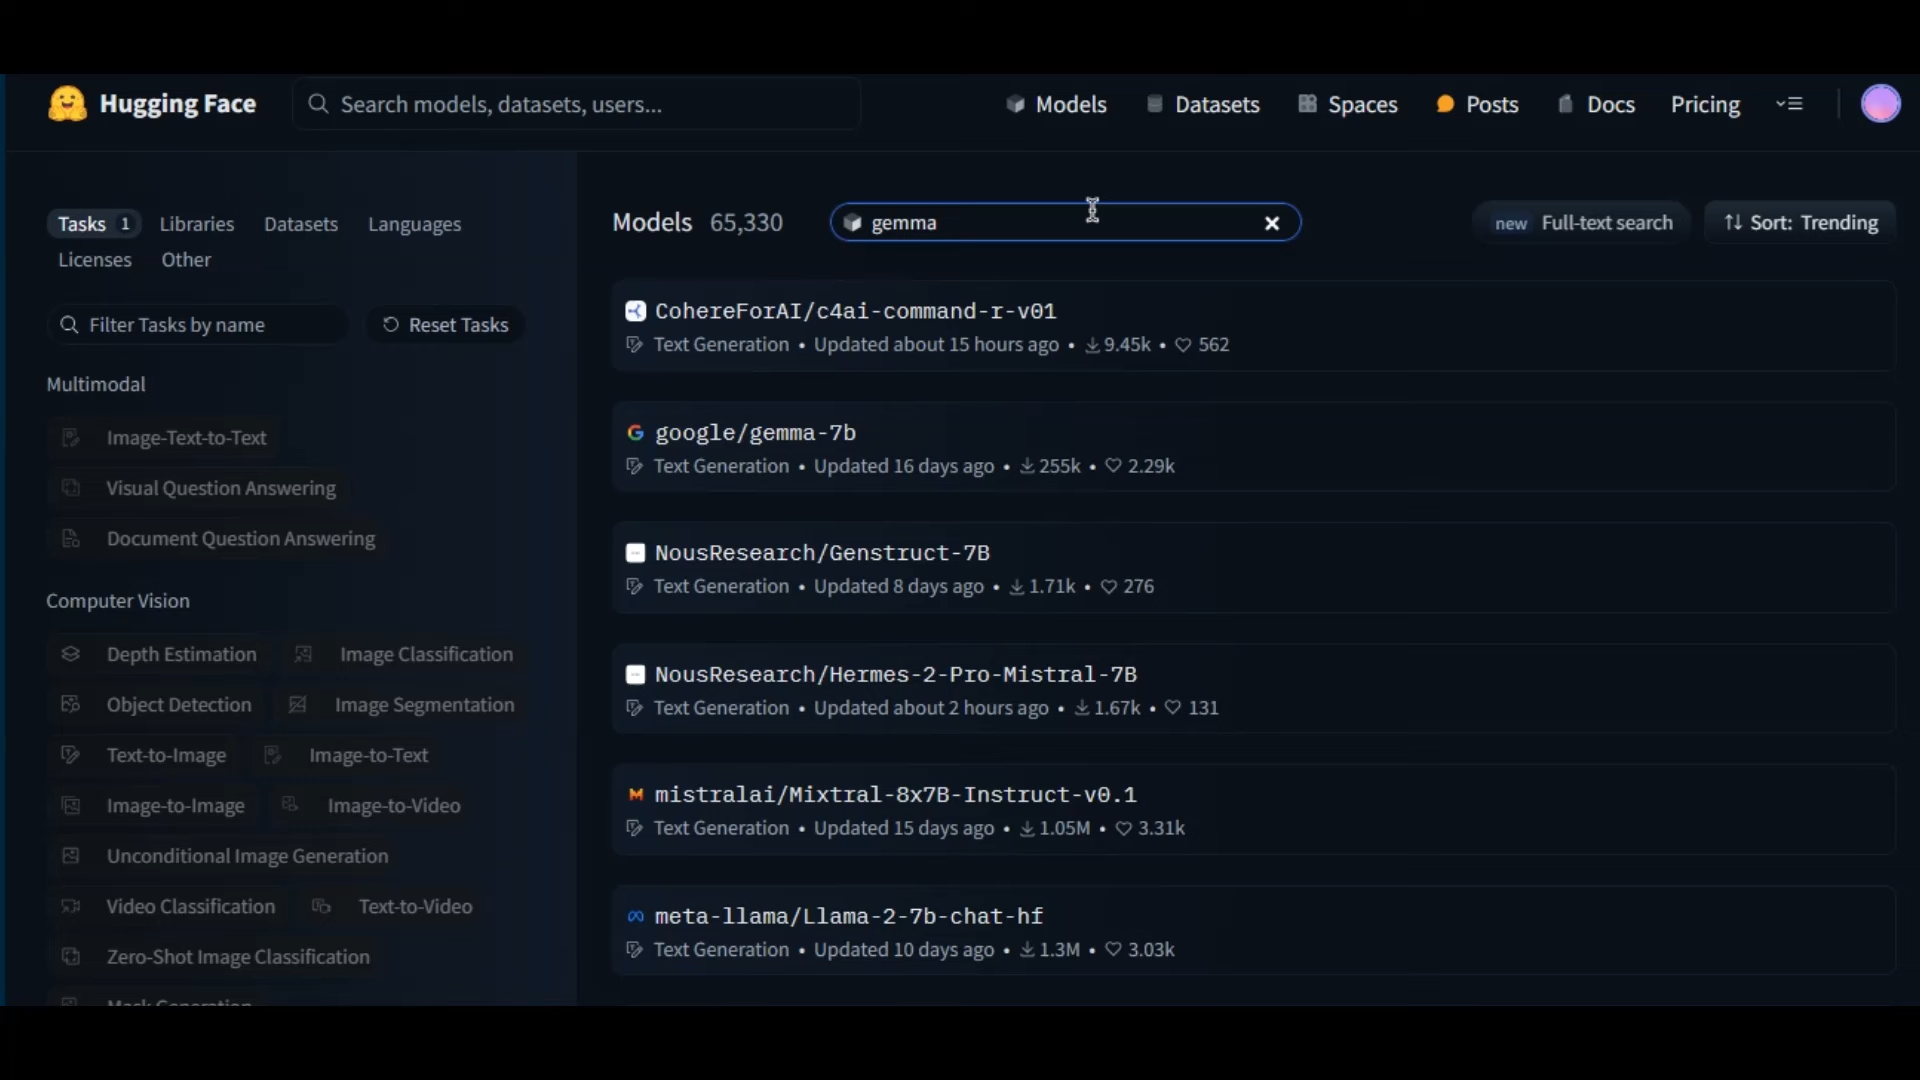 Hugging Face
Search models, datasets, users...
Models
Datasets
Spaces
Posts
Docs
Pricing
Tasks 1
Libraries
Datasets
Languages
Licenses
Other
Filter Tasks by name
Reset Tasks
Multimodal
Image-Text-to-Text
Visual Question Answering
Document Question Answering
Computer Vision
Depth Estimation
Image Classification
Object Detection
Image Segmentation
Text-to-Image
Image-to-Text
Image-to-Image
Image-to-Video
Unconditional Image Generation
Video Classification
Text-to-Video
Zero-Shot Image Classification
Mask Generation
Models 65,330
gemma
new Full-text search
Sort: Trending
CohereForAI/c4ai-command-r-v01
Text Generation • Updated about 15 hours ago • 9.45k • 562
google/gemma-7b
Text Generation • Updated 16 days ago • 255k • 2.29k
NousResearch/Genstruct-7B
Text Generation • Updated 8 days ago • 1.71k • 276
NousResearch/Hermes-2-Pro-Mistral-7B
Text Generation • Updated about 2 hours ago • 1.67k • 131
mistralai/Mixtral-8x7B-Instruct-v0.1
Text Generation • Updated 15 days ago • 1.05M • 3.31k
meta-llama/Llama-2-7b-chat-hf
Text Generation • Updated 10 days ago • 1.3M • 3.03k